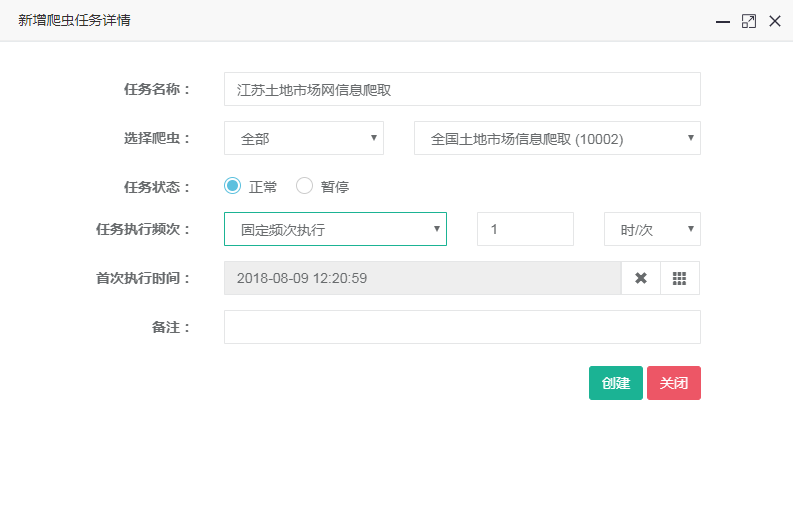 新增爬虫任务详情
任务名称： 江苏土地市场网信息爬取
选择爬虫： 全部 全国土地市场信息爬取 (10002)
任务状态： 正常 暂停
任务执行频次： 固定频次执行 1 时/次
首次执行时间： 2018-08-09 12:20:59
备注：
创建 关闭